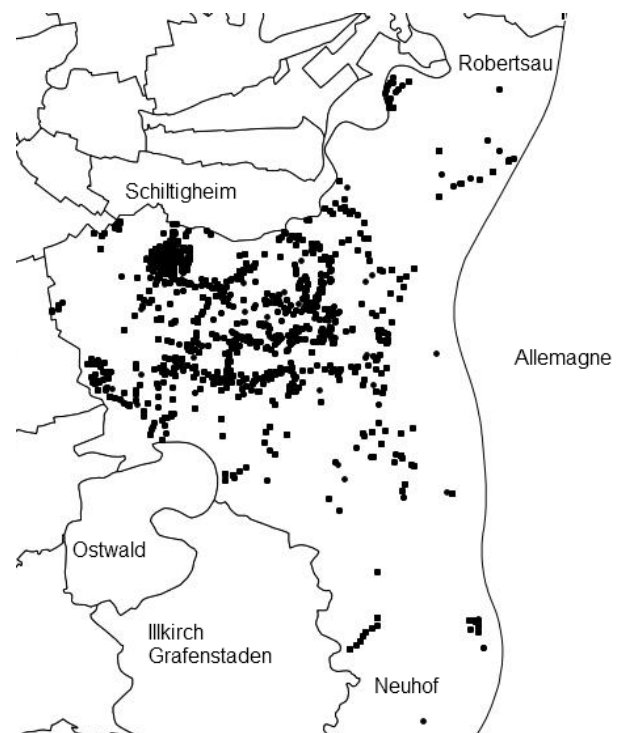 Robertsau
Schiltigheim
Allemagne
Ostwald
Illkirch
Grafenstaden
Neuhof